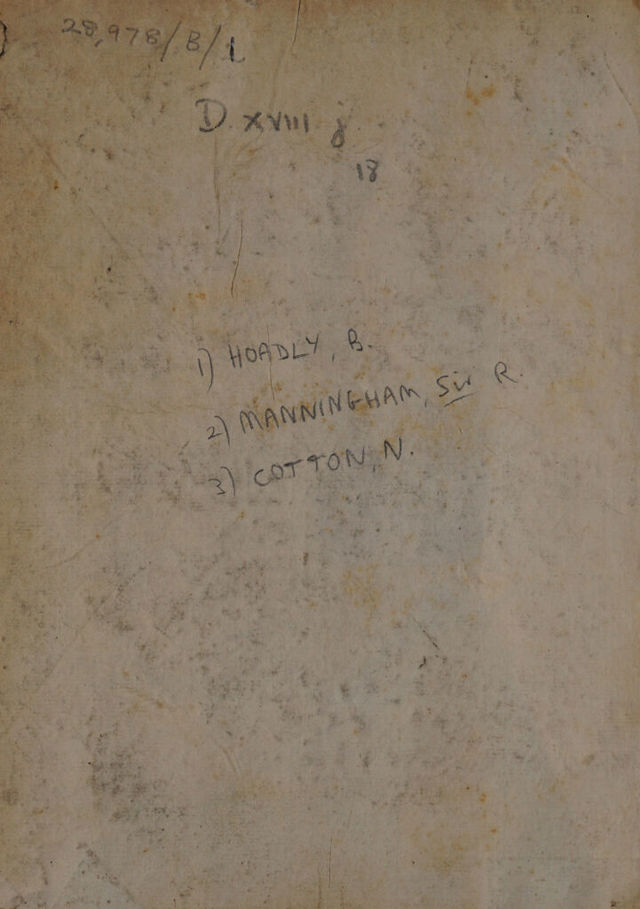 28,978/B/1
D. XVIII j
18
1) HOADLY, B.
2) MANNINGHAM, Sir R.
3) COTTON, N.